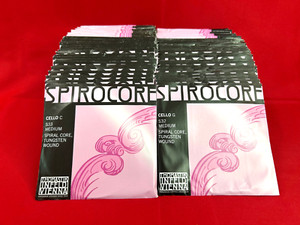 SPIROCORE
CELLO C
S33
MEDIUM
SPIRAL CORE,
TUNGSTEN
WOUND
THOMASTIK
INFELD
VIENNA
SPIROCORE
CELLO G
S32
MEDIUM
SPIRAL CORE,
TUNGSTEN
WOUND
THOMASTIK
INFELD
VIENNA